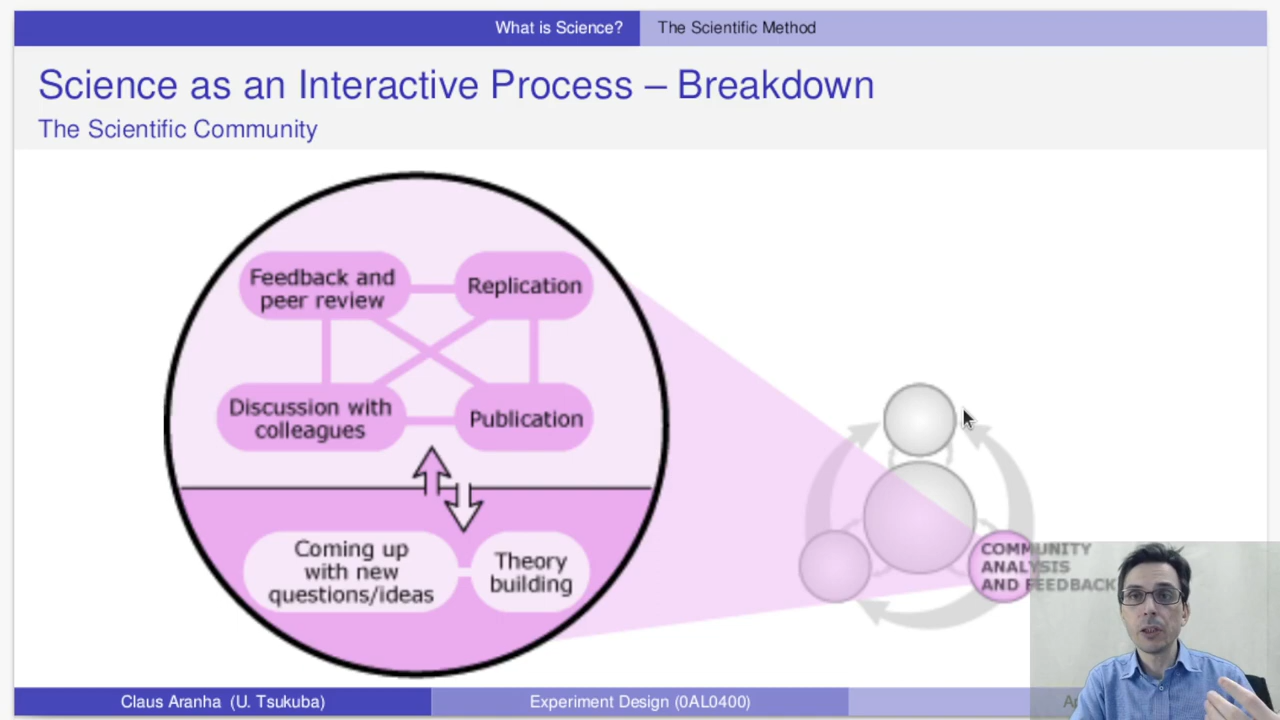 What is Science?
The Scientific Method
Science as an Interactive Process – Breakdown
The Scientific Community
Feedback and
peer review
Replication
Discussion with
colleagues
Publication
Coming up
with new
questions/ideas
Theory
building
COMMUNITY
ANALYSIS
AND FEEDBACK
Claus Aranha (U. Tsukuba)
Experiment Design (0AL0400)